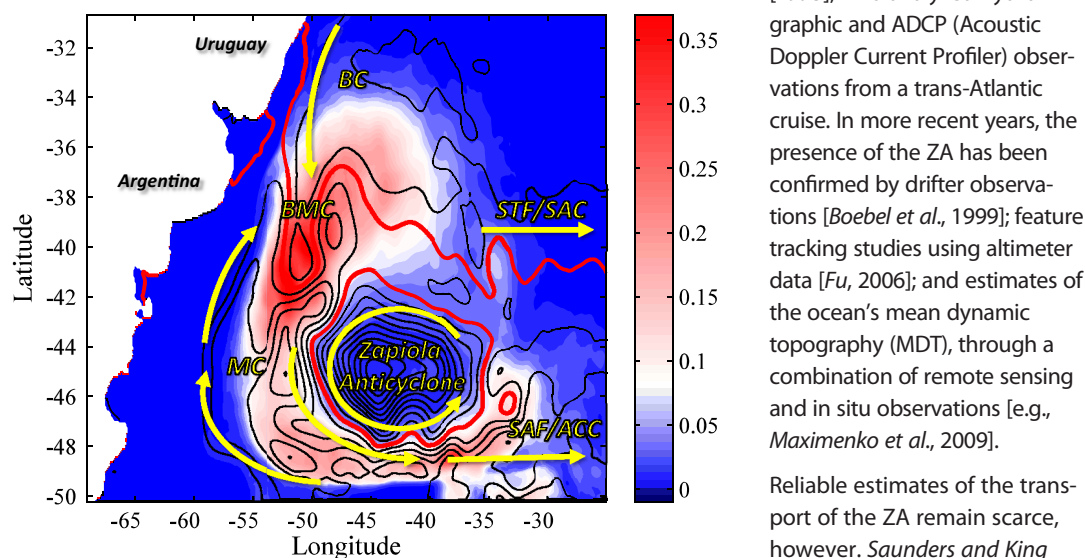 Uruguay
BC
Argentina
BMC
STF/SAC
MC
Zapiola
Anticyclone
SAF/ACC
-32
-34
-36
-38
-40
-42
-44
-46
-48
-50
Latitude
-65
-60
-55
-50
-45
-40
-35
-30
Longitude
0.35
0.3
0.25
0.2
0.15
0.1
0.05
0
graphic and ADCP (Acoustic
Doppler Current Profiler) obser-
vations from a trans-Atlantic
cruise. In more recent years, the
presence of the ZA has been
confirmed by drifter observa-
tions [Boebel et al., 1999]; feature
tracking studies using altimeter
data [Fu, 2006]; and estimates of
the ocean's mean dynamic
topography (MDT), through a
combination of remote sensing
and in situ observations [e.g.,
Maximenko et al., 2009].
Reliable estimates of the trans-
port of the ZA remain scarce,
however. Saunders and King